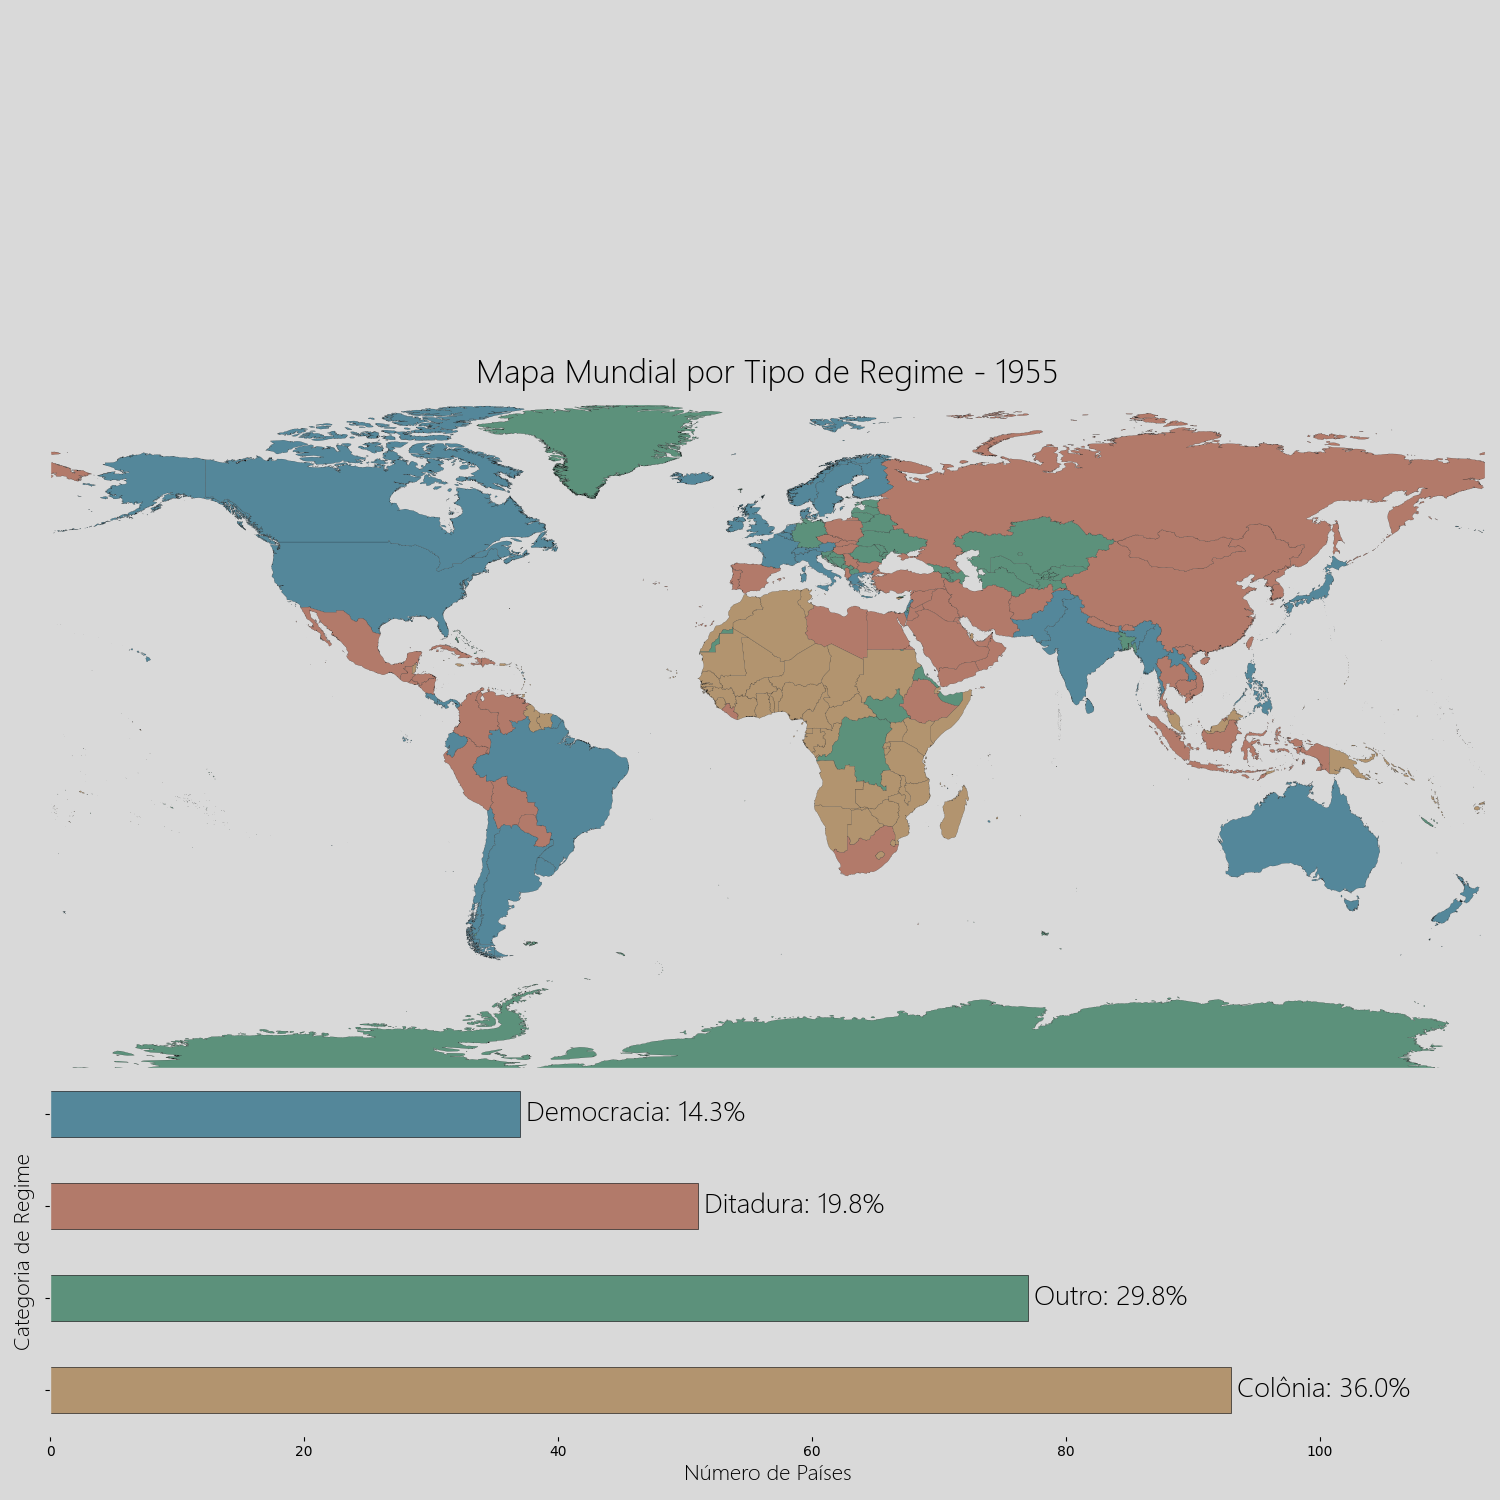 Mapa Mundial por Tipo de Regime - 1955
Democracia: 14.3%
Ditadura: 19.8%
Outro: 29.8%
Colônia: 36.0%
Categoria de Regime
0 20 40 60 80 100
Número de Países